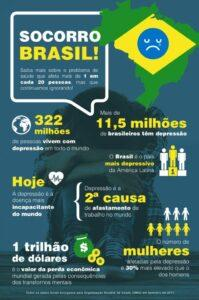 SOCORRO
BRASIL!
Saiba mais sobre o problema de
saúde que afeta mais de 1 em
cada 20 pessoas, mas que
continuamos ignorando!
322
milhões
de pessoas vivem com
depressão em todo o mundo
Mais de
11,5 milhões
de brasileiros têm depressão
O Brasil é o país
mais depressivo
da América Latina
Hoje
a depressão é a
doença mais
incapacitante
do mundo
Depressão é a
2ª causa
de afastamento de
trabalho no mundo
1 trilhão
de dólares
é o valor da perda econômica
mundial gerada pelas consequências
dos transtornos mentais
O número de
mulheres
afetadas pela depressão
é 30% mais elevado que o
dos homens